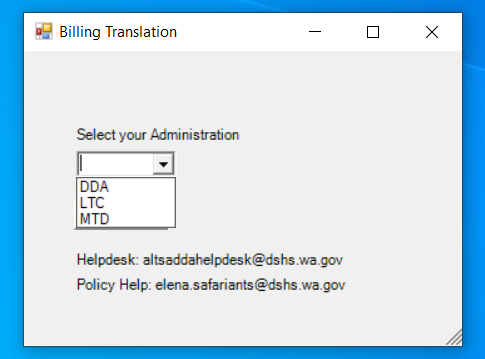 Billing Translation
Select your Administration
DDA
LTC
MTD
Helpdesk: altsaddahelpdesk@dshs.wa.gov
Policy Help: elena.safariants@dshs.wa.gov